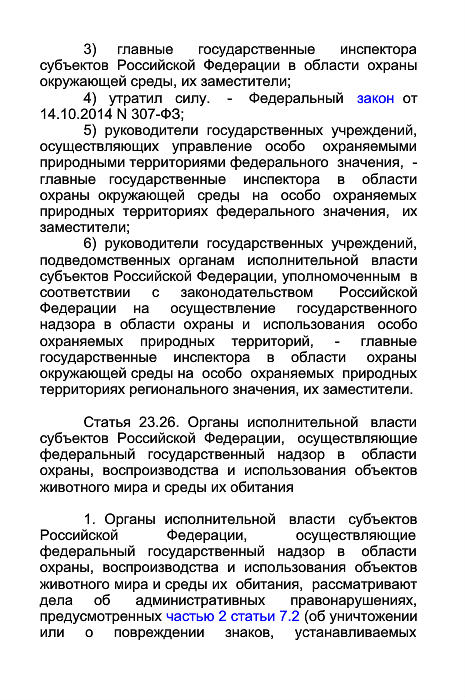 3) главные государственные инспектора
субъектов Российской Федерации в области охраны
окружающей среды, их заместители;
4) утратил силу. - Федеральный закон от
14.10.2014 N 307-ФЗ;
5) руководители государственных учреждений,
осуществляющих управление особо охраняемыми
природными территориями федерального значения, -
главные государственные инспектора в области
охраны окружающей среды на особо охраняемых
природных территориях федерального значения, их
заместители;
6) руководители государственных учреждений,
подведомственных органам исполнительной власти
субъектов Российской Федерации, уполномоченным в
соответствии с законодательством Российской
Федерации на осуществление государственного
надзора в области охраны и использования особо
охраняемых природных территорий, - главные
государственные инспектора в области охраны
окружающей среды на особо охраняемых природных
территориях регионального значения, их заместители.
Статья 23.26. Органы исполнительной власти
субъектов Российской Федерации, осуществляющие
федеральный государственный надзор в области
охраны, воспроизводства и использования объектов
животного мира и среды их обитания
1. Органы исполнительной власти субъектов
Российской Федерации, осуществляющие
федеральный государственный надзор в области
охраны, воспроизводства и использования объектов
животного мира и среды их обитания, рассматривают
дела об административных правонарушениях,
предусмотренных частью 2 статьи 7.2 (об уничтожении
или о повреждении знаков, устанавливаемых